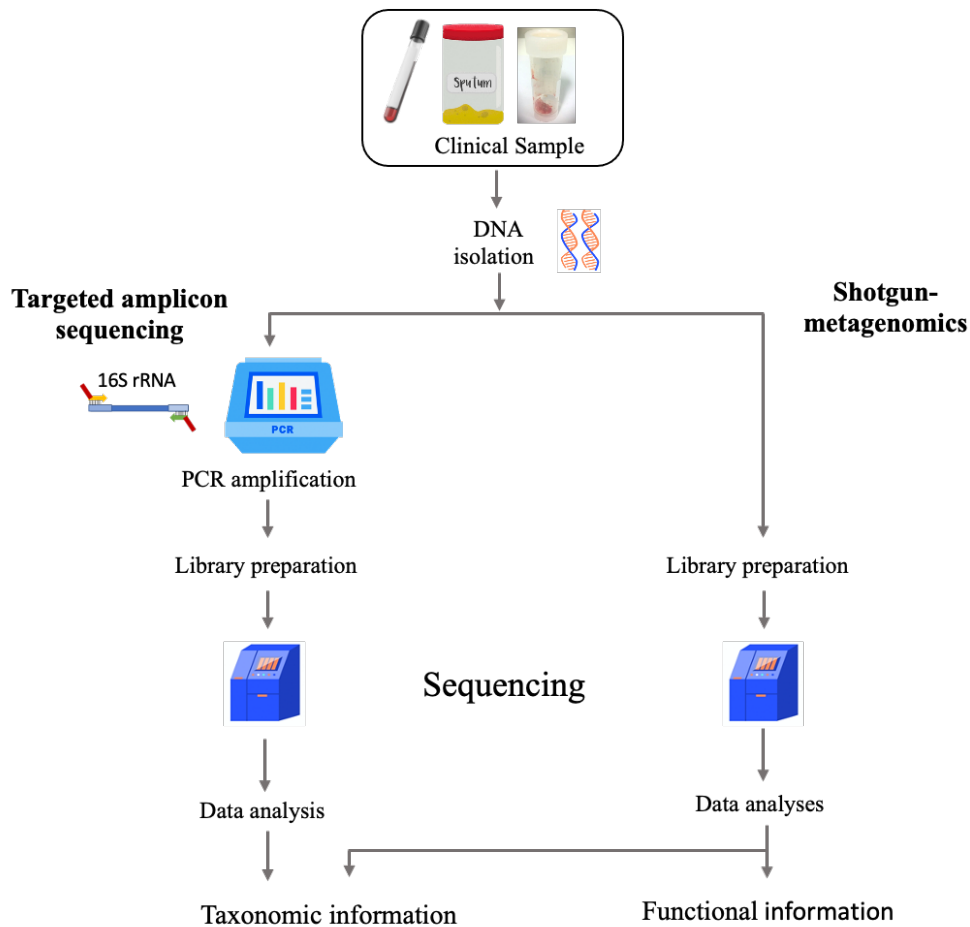 Sputum
Clinical Sample
DNA
isolation
Targeted amplicon
sequencing
Shotgun-
metagenomics
16S rRNA
PCR
PCR amplification
Library preparation
Library preparation
Sequencing
Data analysis
Data analyses
Taxonomic information
Functional information